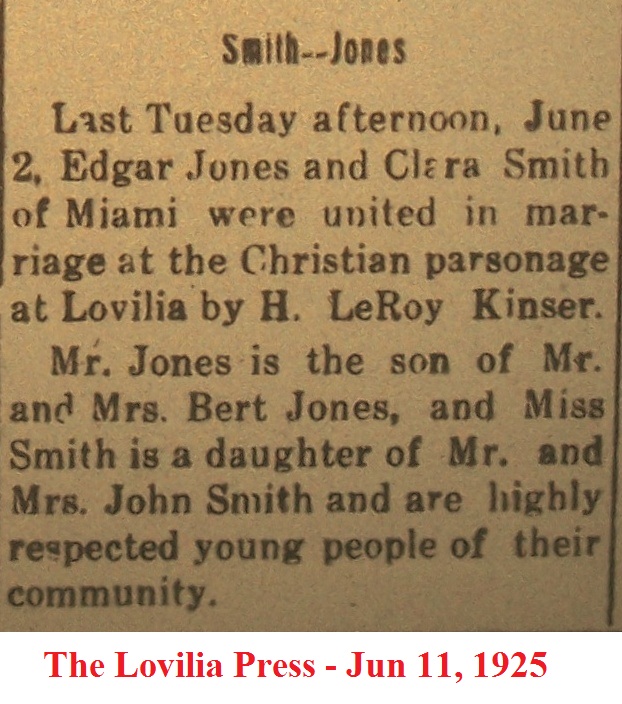 Smith--Jones
Last Tuesday afternoon, June
2, Edgar Jones and Clara Smith
of Miami were united in mar-
riage at the Christian parsonage
at Lovilia by H. LeRoy Kinser.
Mr. Jones is the son of Mr.
and Mrs. Bert Jones, and Miss
Smith is a daughter of Mr. and
Mrs. John Smith and are highly
respected young people of their
community.
The Lovilia Press - Jun 11, 1925